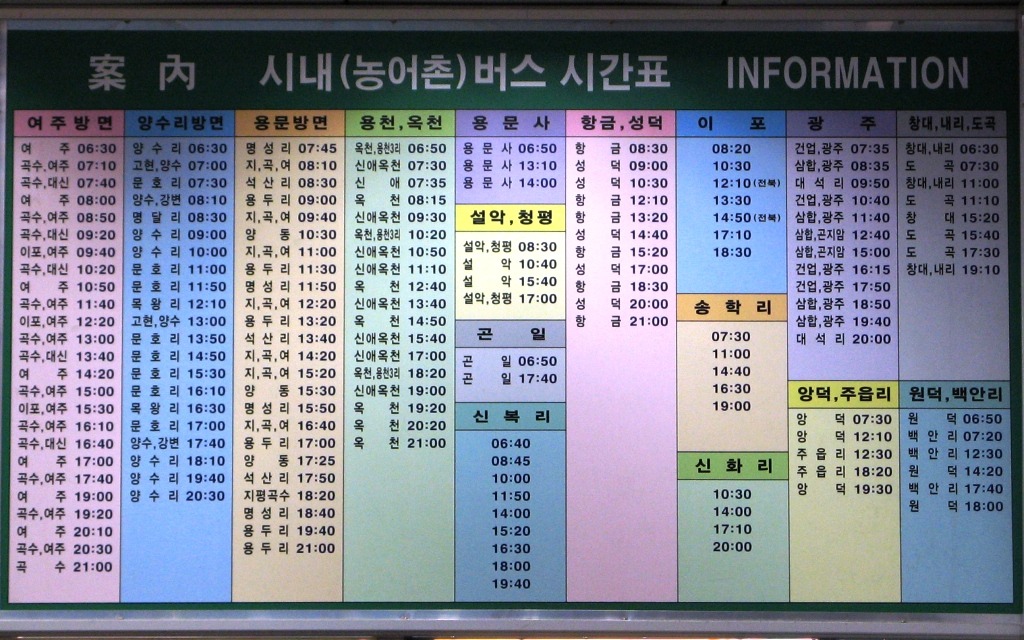 案 內 시내(농어촌)버스 시간표 INFORMATION
여주방면
여 주 06:30
곡수,여주 07:10
곡수,대신 07:40
여 주 08:00
곡수,여주 08:50
곡수,대신 09:20
이포,여주 09:40
곡수,대신 10:20
여 주 10:50
곡수,여주 11:40
이포,여주 12:20
곡수,여주 13:00
곡수,대신 13:40
여 주 14:20
곡수,여주 15:00
이포,여주 15:30
곡수,여주 16:10
곡수,대신 16:40
여 주 17:00
곡수,여주 17:40
여 주 19:00
곡수,여주 19:20
여 주 20:10
곡수,여주 20:30
곡 수 21:00
양수리방면
양 수 리 06:30
고현,양수 07:00
문 호 리 07:30
양수,강변 08:10
명 달 리 08:30
양 수 리 09:00
양 수 리 10:00
문 호 리 11:00
문 호 리 11:50
목 왕 리 12:10
고현,양수 13:00
문 호 리 13:50
문 호 리 14:50
문 호 리 15:30
문 호 리 16:10
목 왕 리 16:30
문 호 리 17:00
양수,강변 17:40
양 수 리 18:10
양 수 리 19:40
양 수 리 20:30
용문방면
명 성 리 07:45
지,곡,여 08:10
석 산 리 08:30
용 두 리 09:00
지,곡,여 09:40
양 동 10:30
지,곡,여 11:00
용 두 리 11:30
명 성 리 11:50
지,곡,여 12:20
용 두 리 13:20
석 산 리 13:40
지,곡,여 14:20
지,곡,여 15:20
양 동 15:30
명 성 리 15:50
지,곡,여 16:40
용 두 리 17:00
양 동 17:25
석 산 리 17:50
지평곡수 18:20
명 성 리 18:40
용 두 리 19:40
용 두 리 21:00
용천,옥천
옥천,용천3리 06:50
신애옥천 07:30
신 애 07:35
옥 천 08:15
신애옥천 09:30
옥천,용천3리 10:20
신애옥천 10:50
신애옥천 11:10
옥 천 12:40
신애옥천 13:40
옥 천 14:50
신애옥천 15:40
신애옥천 17:00
옥천,용천3리 18:20
신애옥천 19:00
옥 천 19:20
옥 천 20:20
옥 천 21:00
용 문 사
용 문 사 06:50
용 문 사 13:10
용 문 사 14:00
설악,청평
설악,청평 08:30
설 악 10:40
설 악 15:40
설악,청평 17:00
곤 일
곤 일 06:50
곤 일 17:40
신 복 리
06:40
08:45
10:00
11:50
14:00
15:20
16:30
18:00
19:40
항금,성덕
항 금 08:30
성 덕 09:00
성 덕 10:30
항 금 12:10
항 금 13:20
성 덕 14:40
항 금 15:20
성 덕 17:00
항 금 18:30
성 덕 20:00
항 금 21:00
이 포
08:20
10:30
12:10(전북)
13:30
14:50(전북)
17:10
18:30
송 학 리
07:30
11:00
14:40
16:30
19:00
신 화 리
10:30
14:00
17:10
20:00
광 주
건업,광주 07:35
삼합,광주 08:35
대 석 리 09:50
건업,광주 10:40
삼합,광주 11:40
삼합,곤지암 12:40
삼합,곤지암 15:00
건업,광주 16:15
건업,광주 17:50
삼합,광주 18:50
삼합,광주 19:40
대 석 리 20:00
앙덕,주읍리
앙 덕 07:30
앙 덕 12:10
주 읍 리 12:30
주 읍 리 18:20
앙 덕 19:30
창대,내리,도곡
창대,내리 06:30
도 곡 07:30
창대,내리 11:00
도 곡 11:10
창 대 15:20
도 곡 15:40
도 곡 17:30
창대,내리 19:10
원덕,백안리
원 덕 06:50
백 안 리 07:20
백 안 리 12:30
원 덕 14:20
백 안 리 17:40
원 덕 18:00